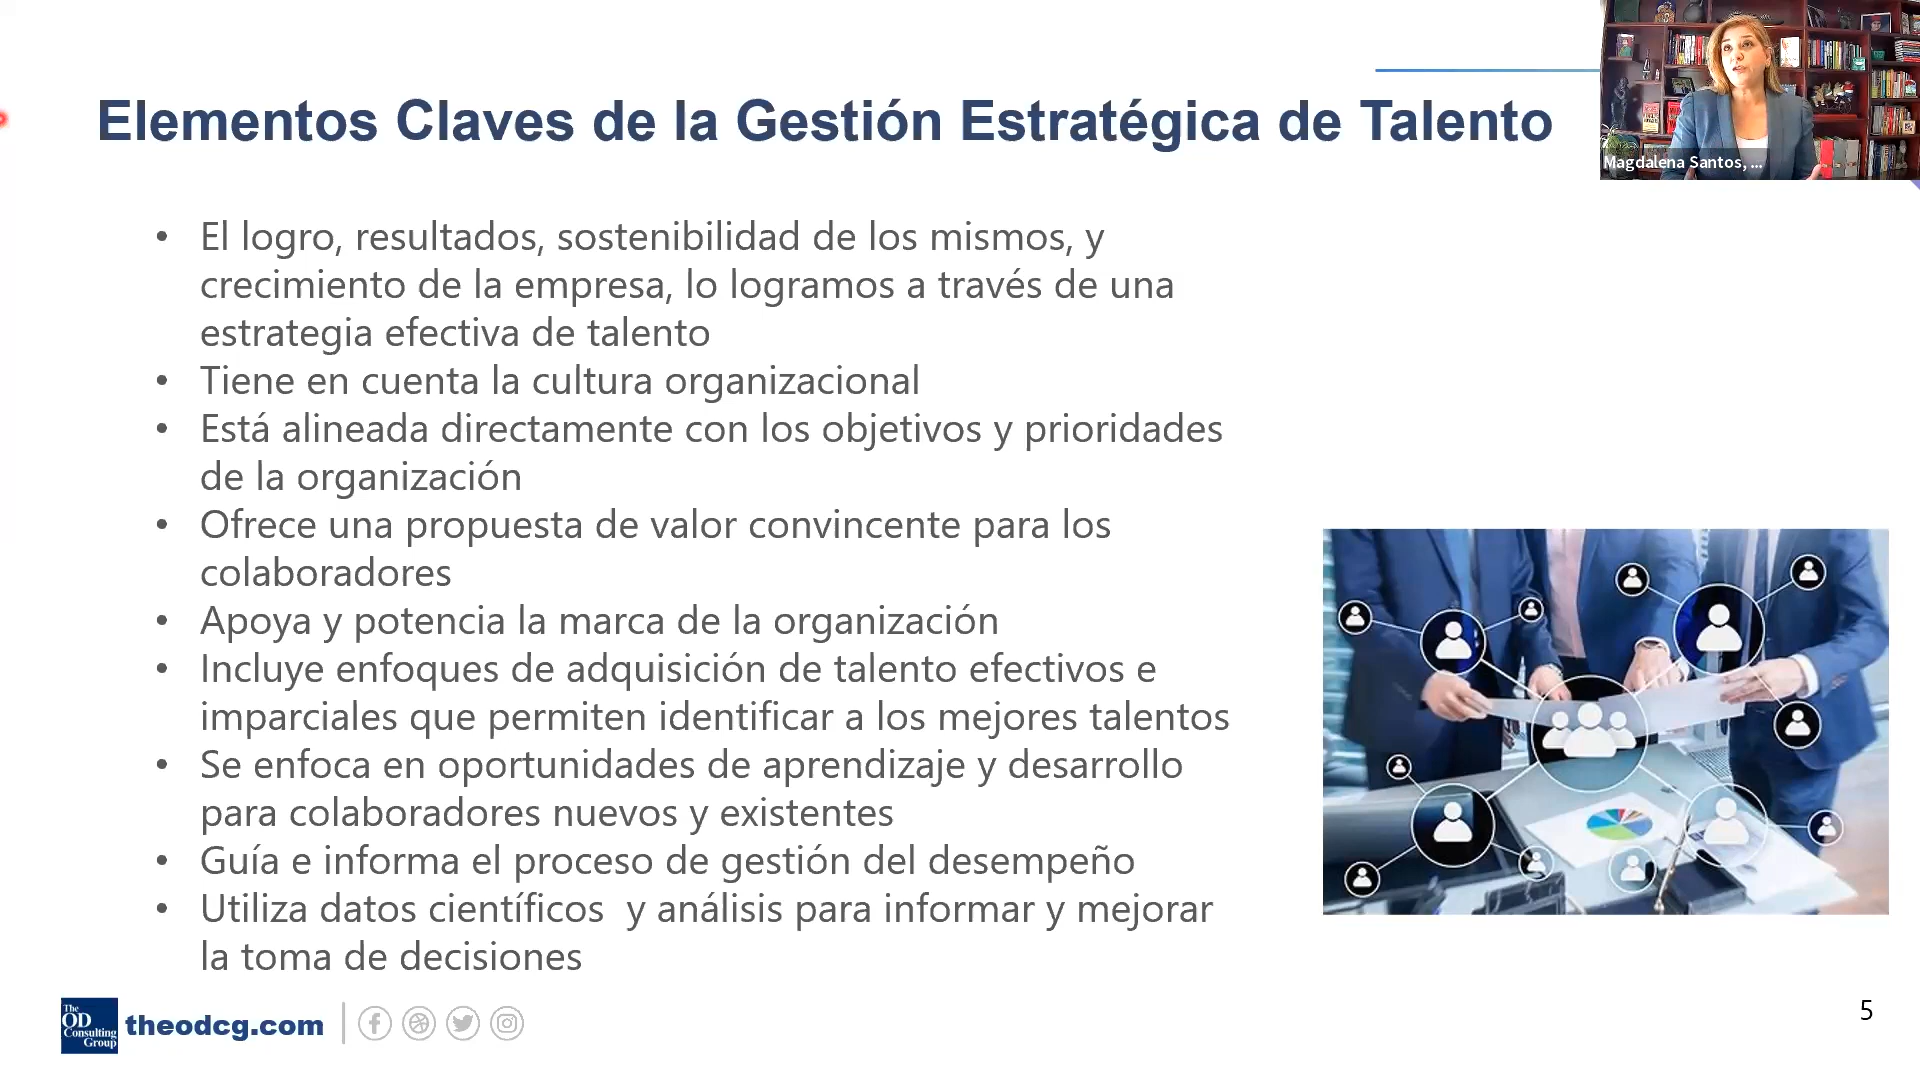 Elementos Claves de la Gestión Estratégica de Talento
Magdalena Santos, ...
• El logro, resultados, sostenibilidad de los mismos, y
crecimiento de la empresa, lo logramos a través de una
estrategia efectiva de talento
• Tiene en cuenta la cultura organizacional
• Está alineada directamente con los objetivos y prioridades
de la organización
• Ofrece una propuesta de valor convincente para los
colaboradores
• Apoya y potencia la marca de la organización
• Incluye enfoques de adquisición de talento efectivos e
imparciales que permiten identificar a los mejores talentos
• Se enfoca en oportunidades de aprendizaje y desarrollo
para colaboradores nuevos y existentes
• Guía e informa el proceso de gestión del desempeño
• Utiliza datos científicos  y análisis para informar y mejorar
la toma de decisiones
The
OD
Consulting
Group
theodcg.com
5